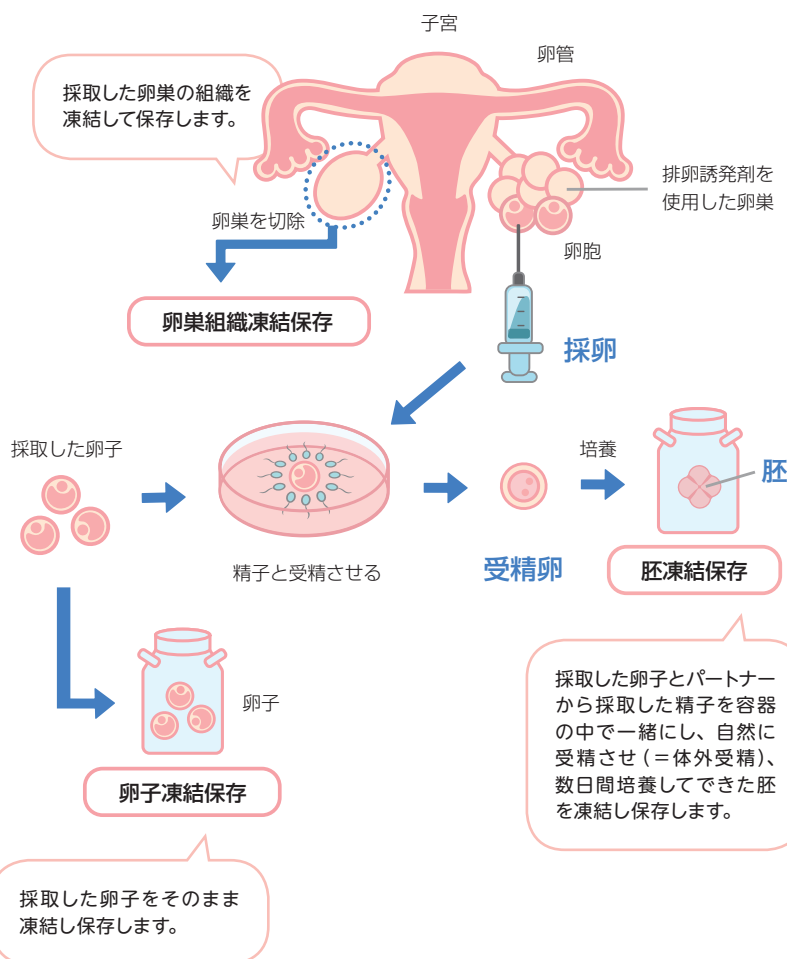 子宮
卵管
採取した卵巣の組織を
凍結して保存します。
排卵誘発剤を
使用した卵巣
卵巣を切除
卵胞
卵巣組織凍結保存
採卵
採取した卵子
培養
胚
精子と受精させる
受精卵
胚凍結保存
卵子
採取した卵子とパートナー
から採取した精子を容器
の中で一緒にし、自然に
受精させ(=体外受精)、
数日間培養してできた胚
を凍結し保存します。
卵子凍結保存
採取した卵子をそのまま
凍結し保存します。